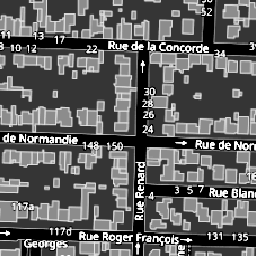 52
11 13 17
Rue de la Concorde
3 10 12 22 34
30
28
26
24
de Normandie
148 150
Rue de Nor
Rue Renard
3 5 7
Rue Blan
4
117a
117d
Rue Roger François
131 135
Georges